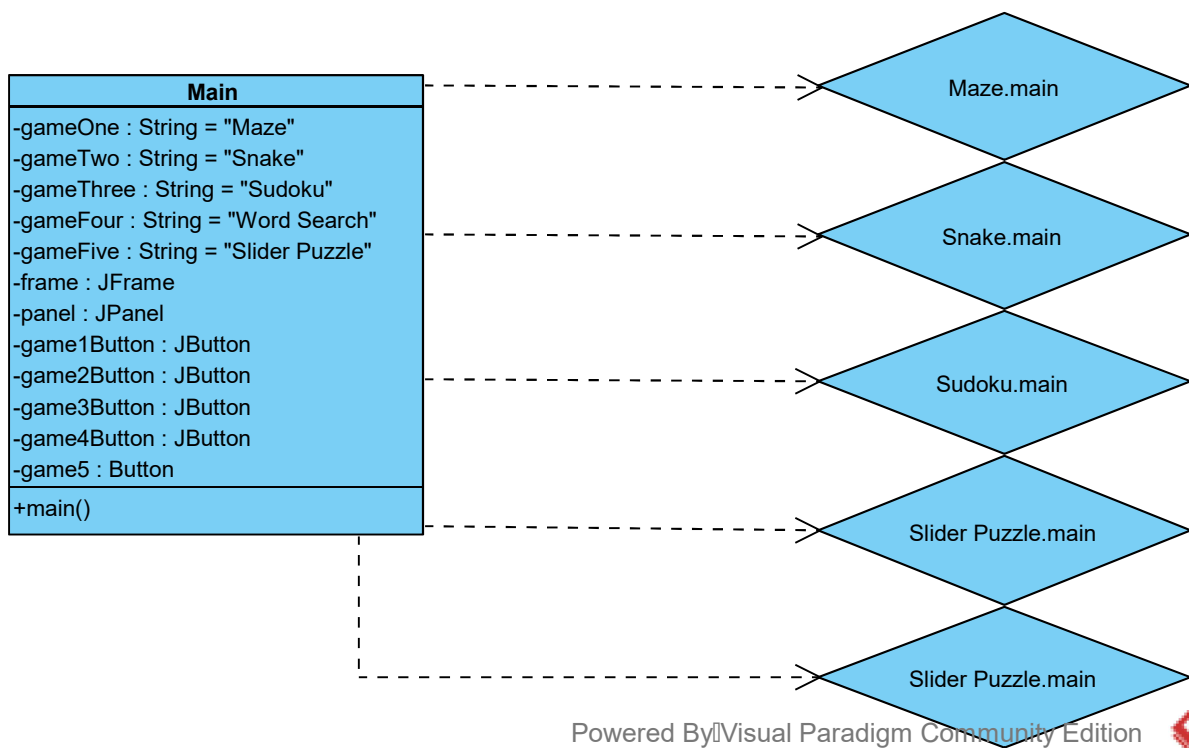 Main
-gameOne : String = "Maze"
-gameTwo : String = "Snake"
-gameThree : String = "Sudoku"
-gameFour : String = "Word Search"
-gameFive : String = "Slider Puzzle"
-frame : JFrame
-panel : JPanel
-game1Button : JButton
-game2Button : JButton
-game3Button : JButton
-game4Button : JButton
-game5 : Button
+main()
Maze.main
Snake.main
Sudoku.main
Slider Puzzle.main
Slider Puzzle.main
Powered By Visual Paradigm Community Edition